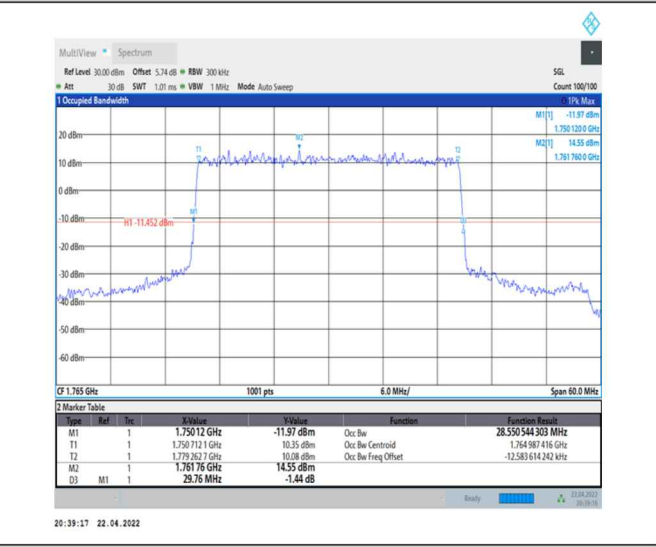 MultiView Spectrum
Ref Level 30.00 dBm Offset 5.74 dB RBW 300 kHz SGL
Att 30 dB SWT 1.01 ms VBW 1 MHz Mode Auto Sweep Count 100/100
1 Occupied Bandwidth 1Pk Max
M1[1] -11.97 dBm
1.750 120 0 GHz
M2[1] 14.55 dBm
1.761 760 0 GHz
20 dBm
10 dBm
0 dBm
-10 dBm
-20 dBm
-30 dBm
-40 dBm
-50 dBm
-60 dBm
T1
M2
T2
M1
H1 -11.452 dBm
CF 1.765 GHz 1001 pts 6.0 MHz/ Span 60.0 MHz
2 Marker Table
Type Ref Trc X-Value Y-Value Function Function Result
M1 1 1.75012 GHz -11.97 dBm Occ Bw 28.550 544 303 MHz
T1 1 1.750 712 1 GHz 10.35 dBm Occ Bw Centroid 1.764 987 416 GHz
T2 1 1.779 262 7 GHz 10.08 dBm Occ Bw Freq Offset -12.583 614 242 kHz
M2 1 1.761 76 GHz 14.55 dBm
D3 M1 1 29.76 MHz -1.44 dB
Ready 22.04.2022
20:39:16
20:39:17 22.04.2022